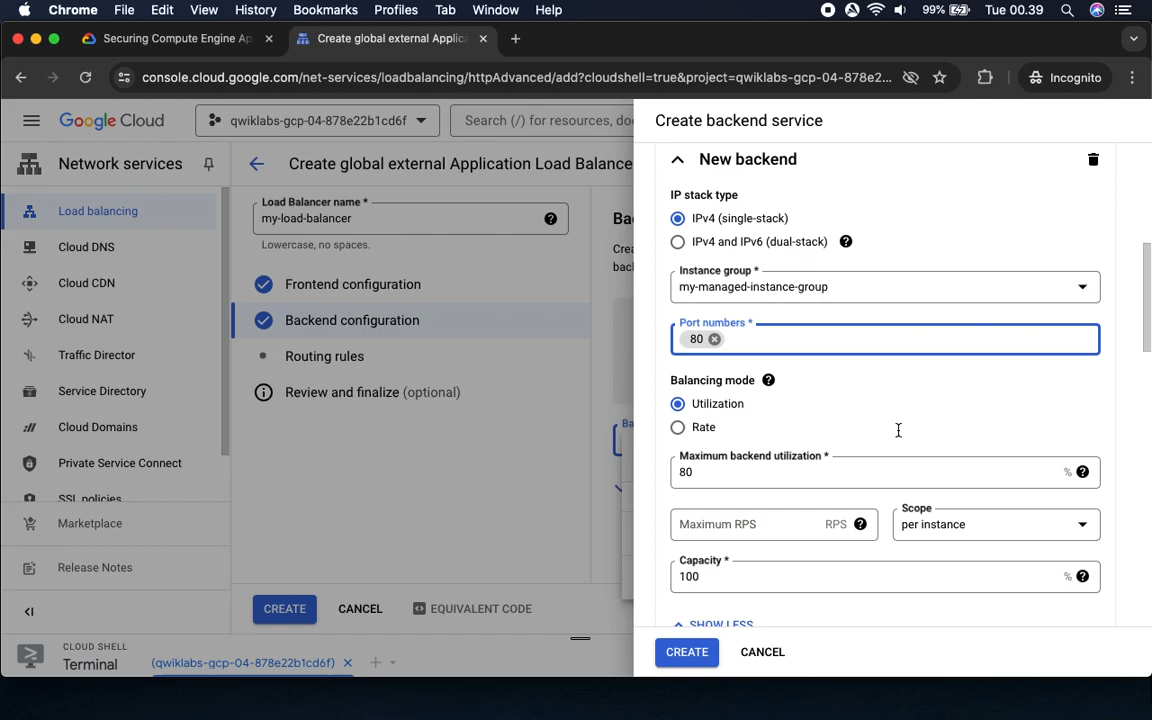 Chrome File Edit View History Bookmarks Profiles Tab Window Help 99% Tue 00.39
Securing Compute Engine Ap Create global external Applica
console.cloud.google.com/net-services/loadbalancing/httpAdvanced/add?cloudshell=true&project=qwiklabs-gcp-04-878e2... Incognito
Google Cloud qwiklabs-gcp-04-878e22b1cd6f Search (/) for resources, do
Create backend service
Network services
Create global external Application Load Balance
New backend
Load balancing
Cloud DNS
Cloud CDN
Cloud NAT
Traffic Director
Service Directory
Cloud Domains
Private Service Connect
SSL policies
Marketplace
Release Notes
Load Balancer name *
my-load-balancer
Lowercase, no spaces.
Frontend configuration
Backend configuration
Routing rules
Review and finalize (optional)
CREATE CANCEL EQUIVALENT CODE
Ba
Crea
back
Ba
IP stack type
IPv4 (single-stack)
IPv4 and IPv6 (dual-stack)
Instance group *
my-managed-instance-group
Port numbers *
80
Balancing mode
Utilization
Rate
Maximum backend utilization *
80 %
Maximum RPS RPS
Scope
per instance
Capacity *
100 %
SHOW LESS
CREATE CANCEL
CLOUD SHELL
Terminal (qwiklabs-gcp-04-878e22b1cd6f)